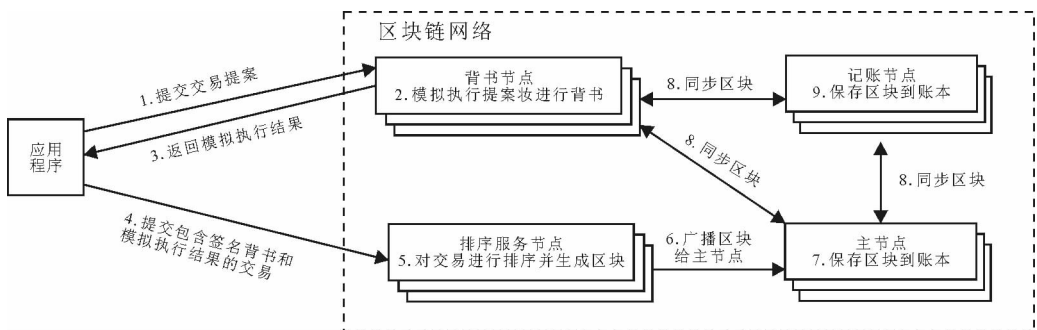 区块链网络
背书节点
2.模拟执行提案妆进行背书
记账节点
9.保存区块到账本
1.提交交易提案
8.同步区块
3.返回模拟执行结果
应用
程序
8.同步区块
8.同步区块
4.提交包含签名背书和
模拟执行结果的交易
排序服务节点
5.对交易进行排序并生成区块
6.广播区块
给主节点
主节点
7.保存区块到账本